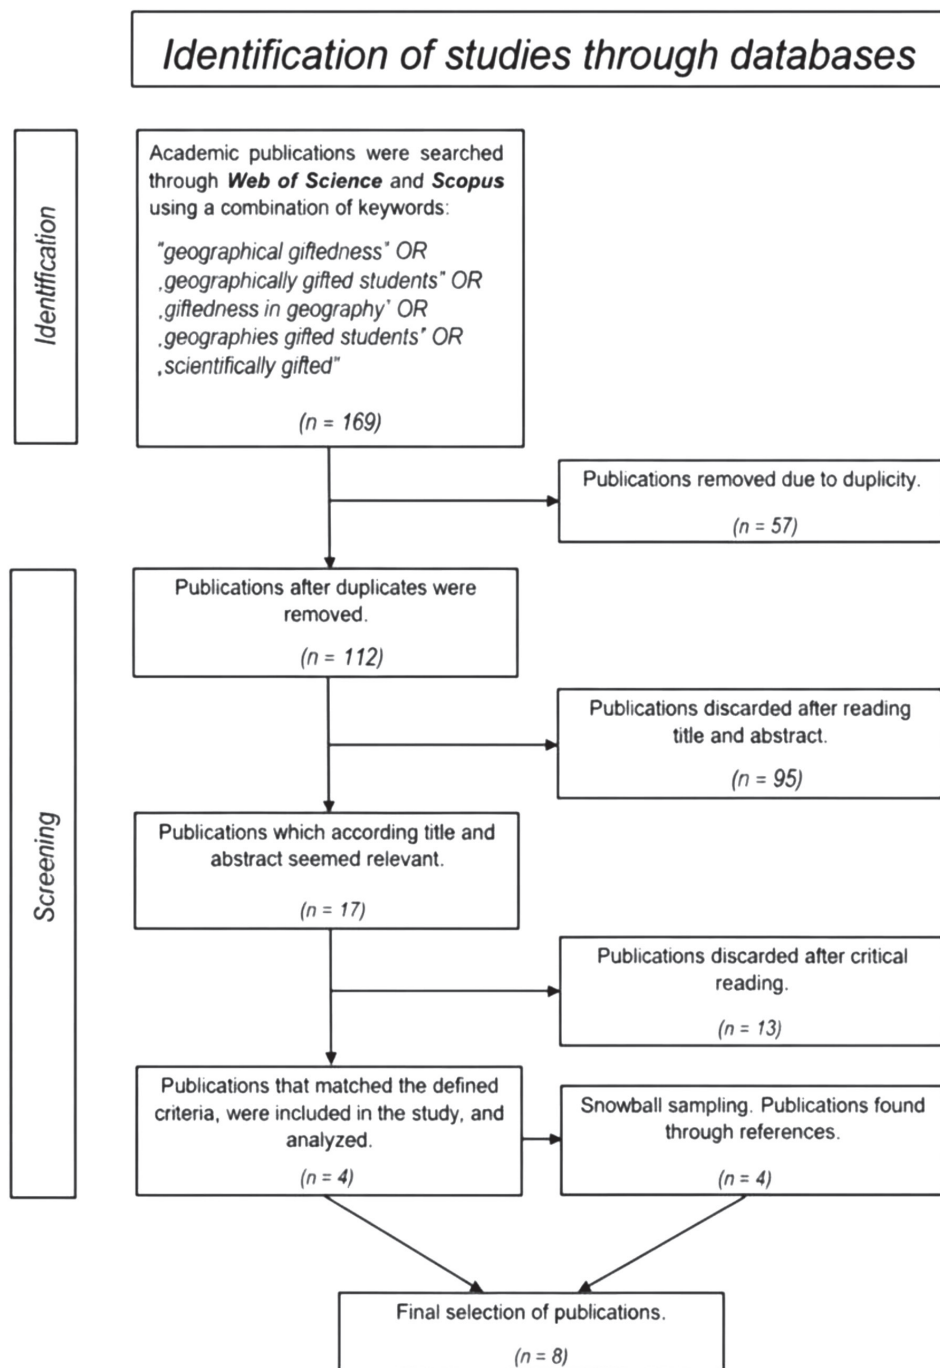 Identification of studies through databases
Identification
Academic publications were searched
through Web of Science and Scopus
using a combination of keywords:
"geographical giftedness" OR
‚geographically gifted students" OR
‚giftedness in geography' OR
‚geographies gifted students' OR
‚scientifically gifted"
(n = 169)
Publications removed due to duplicity.
(n = 57)
Screening
Publications after duplicates were
removed.
(n = 112)
Publications discarded after reading
title and abstract.
(n = 95)
Publications which according title and
abstract seemed relevant.
(n = 17)
Publications discarded after critical
reading.
(n = 13)
Publications that matched the defined
criteria, were included in the study, and
analyzed.
(n = 4)
Snowball sampling. Publications found
through references.
(n = 4)
Final selection of publications.
(n = 8)